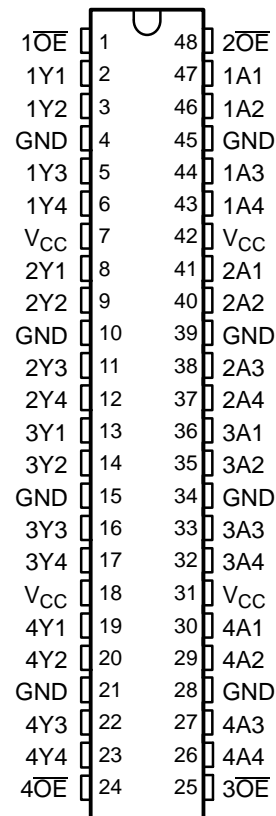 1O̅E̅ 1 48 2O̅E̅
1Y1 2 47 1A1
1Y2 3 46 1A2
GND 4 45 GND
1Y3 5 44 1A3
1Y4 6 43 1A4
VCC 7 42 VCC
2Y1 8 41 2A1
2Y2 9 40 2A2
GND 10 39 GND
2Y3 11 38 2A3
2Y4 12 37 2A4
3Y1 13 36 3A1
3Y2 14 35 3A2
GND 15 34 GND
3Y3 16 33 3A3
3Y4 17 32 3A4
VCC 18 31 VCC
4Y1 19 30 4A1
4Y2 20 29 4A2
GND 21 28 GND
4Y3 22 27 4A3
4Y4 23 26 4A4
4O̅E̅ 24 25 3O̅E̅